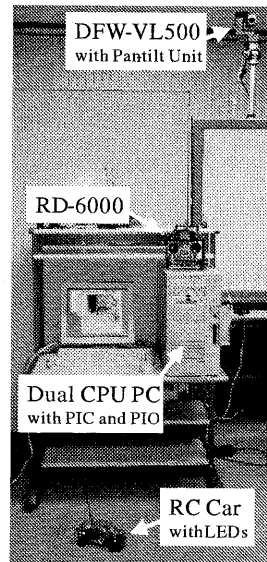 DFW-VL500
with Pantilt Unit
RD-6000
Dual CPU PC
with PIC and PIO
RC Car
withLEDs